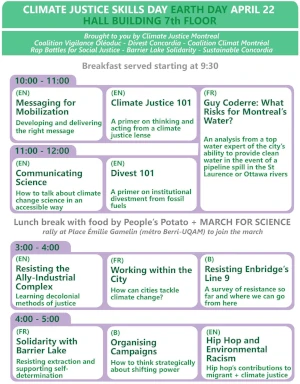 CLIMATE JUSTICE SKILLS DAY EARTH DAY APRIL 22
HALL BUILDING 7th FLOOR
Brought to you by Climate Justice Montreal
Coalition Vigilance Oléoduc - Divest Concordia - Coalition Climat Montréal
Rap Battles for Social Justice - Barrier Lake Solidarity - Sustainable Concordia
Breakfast served starting at 9:30
10:00 - 11:00
(EN)
Messaging for
Mobilization
Developing and delivering
the right message
(EN)
Climate Justice 101
A primer on thinking and
acting from a climate
justice lense
(FR)
Guy Coderre: What
Risks for Montreal's
Water?
An analysis from a top
water expert of the city's
ability to provide clean
water in the event of a
pipeline spill in the St
Laurence or Ottawa rivers
11:00 - 12:00
(EN)
Communicating
Science
How to talk about climate
change science in an
accessible way
(EN)
Divest 101
A primer on institutional
divestment from fossil
fuels
Lunch break with food by People's Potato + MARCH FOR SCIENCE
rally at Place Émilie Gamelin (métro Berri-UQAM) to join the march
3:00 - 4:00
(EN)
Resisting the
Ally-Industrial
Complex
Learning decolonial
methods of justice
(FR)
Working within the
City
How can cities tackle
climate change?
(B)
Resisting Enbridge's
Line 9
A survey of resistance so
far and where we can go
from here
4:00 - 5:00
(FR)
Solidarity with
Barrier Lake
Resisting extraction and
supporting self-
determination
(B)
Organising
Campaigns
How to think strategically
about shifting power
(EN)
Hip Hop and
Environmental
Racism
Hip hop's contributions to
migrant + climate justice